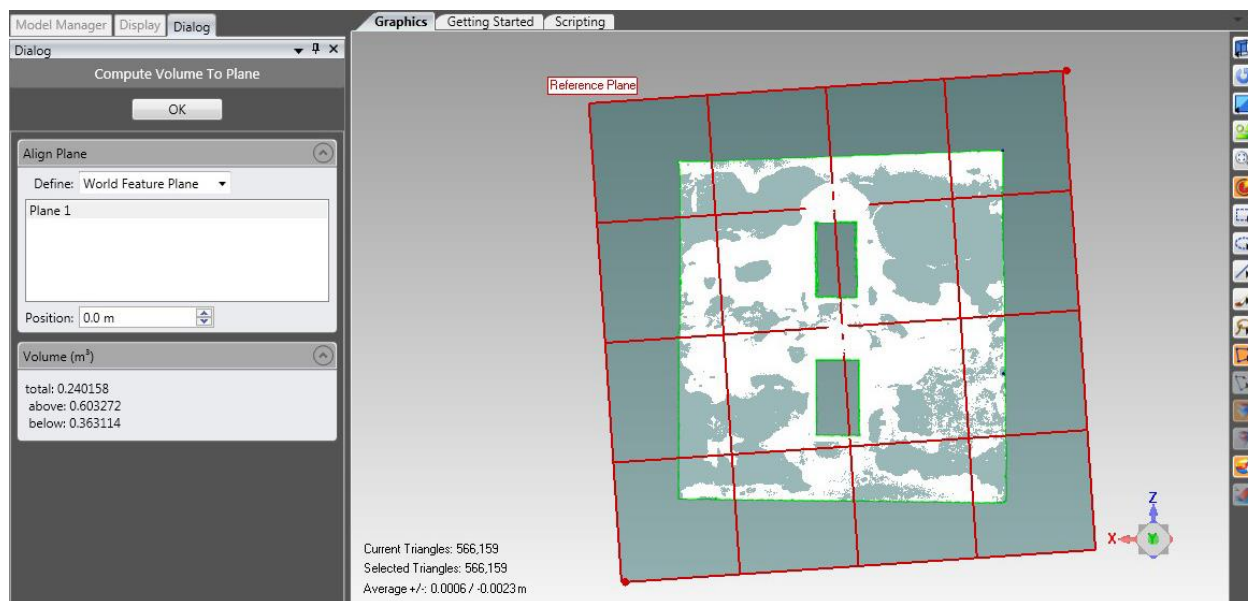 Model Manager Display Dialog
Dialog
Compute Volume To Plane
OK
Align Plane
Define: World Feature Plane
Plane 1
Position: 0.0 m
Volume (m³)
total: 0.240158
above: 0.603272
below: 0.363114
Graphics Getting Started Scripting
Reference Plane
Current Triangles: 566,159
Selected Triangles: 566,159
Average +/-: 0.0006 / -0.0023 m
Z
X
Y